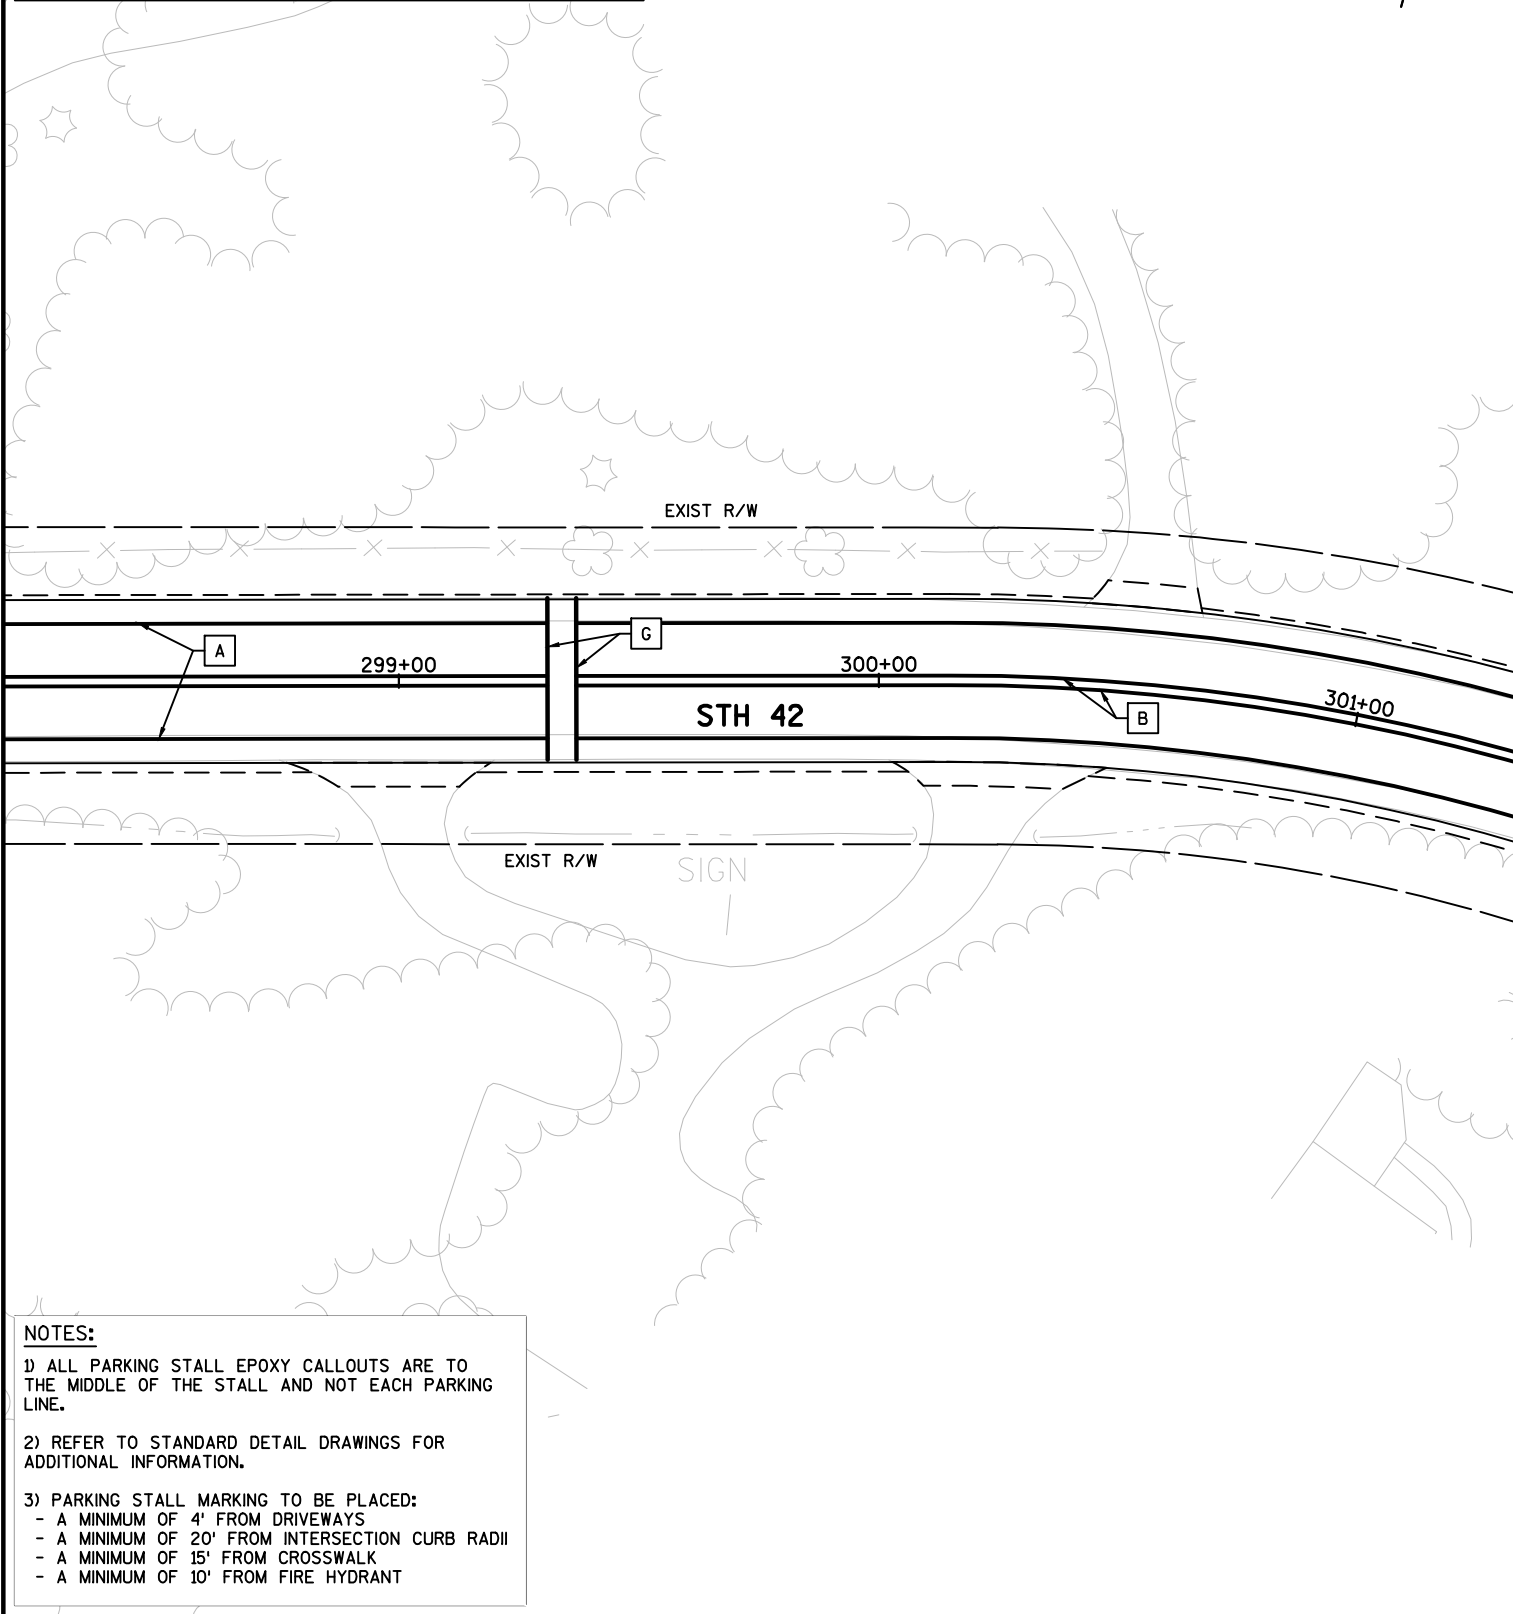 EXIST R/W
A
G
299+00
300+00
301+00
STH 42
B
EXIST R/W
SIGN
NOTES:
1) ALL PARKING STALL EPOXY CALLOUTS ARE TO
THE MIDDLE OF THE STALL AND NOT EACH PARKING
LINE.
2) REFER TO STANDARD DETAIL DRAWINGS FOR
ADDITIONAL INFORMATION.
3) PARKING STALL MARKING TO BE PLACED:
- A MINIMUM OF 4' FROM DRIVEWAYS
- A MINIMUM OF 20' FROM INTERSECTION CURB RADII
- A MINIMUM OF 15' FROM CROSSWALK
- A MINIMUM OF 10' FROM FIRE HYDRANT